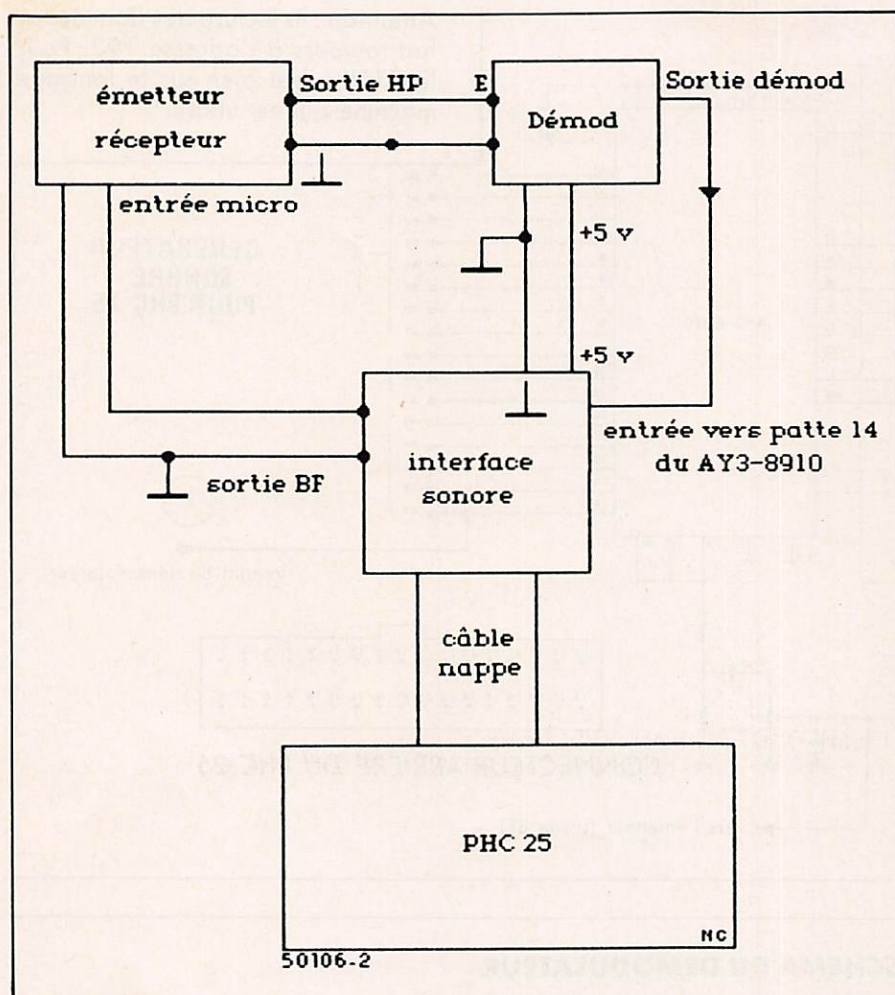 émetteur
récepteur
Sortie HP
E
Démod
Sortie démod
entrée micro
+5 v
+5 v
entrée vers patte 14
du AY3-8910
interface
sonore
sortie BF
câble
nappe
PHC 25
NC
50106-2